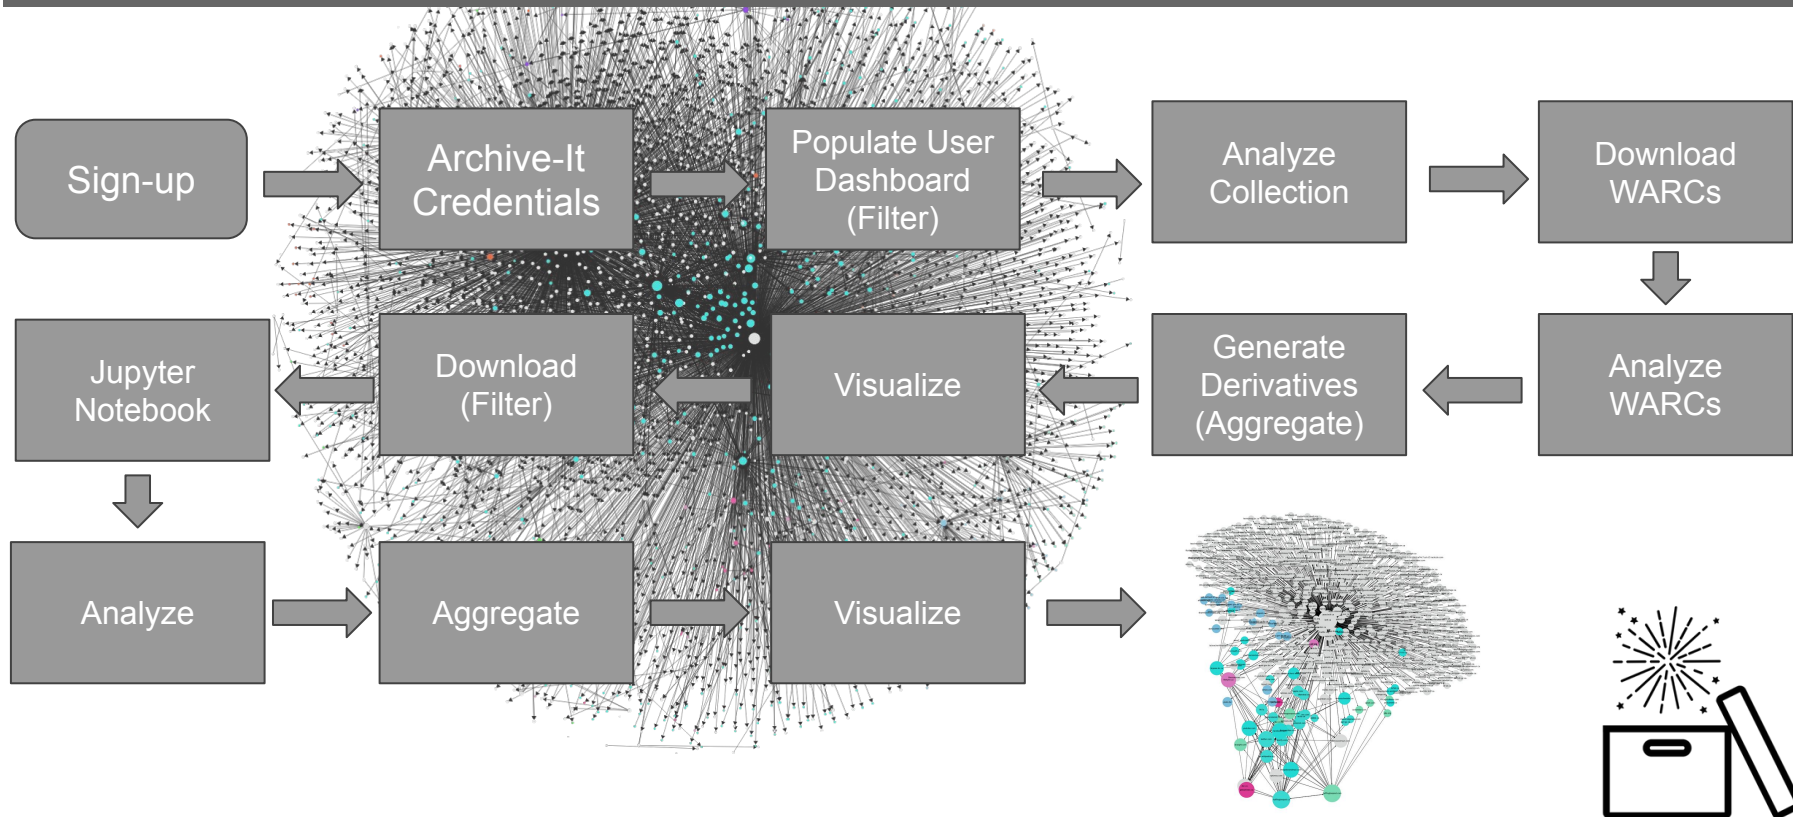 Sign-up
Archive-It
Credentials
Populate User
Dashboard
(Filter)
Analyze
Collection
Download
WARCs
Analyze
WARCs
Generate
Derivatives
(Aggregate)
Visualize
Download
(Filter)
Jupyter
Notebook
Analyze
Aggregate
Visualize